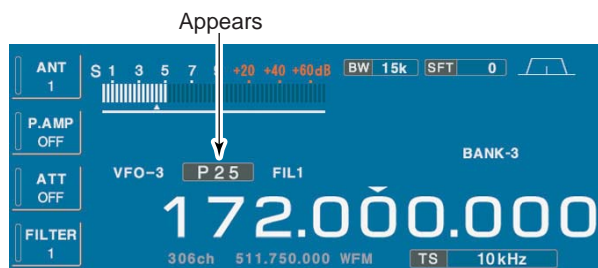 Appears
ANT
1
S 1 3 5 7 9 +20 +40 +60dB
BW 15k
SFT 0
P.AMP
OFF
BANK-3
ATT
OFF
VFO-3 P25 FIL1
172.000.000
FILTER
1
306ch 511.750.000 WFM
TS 10kHz